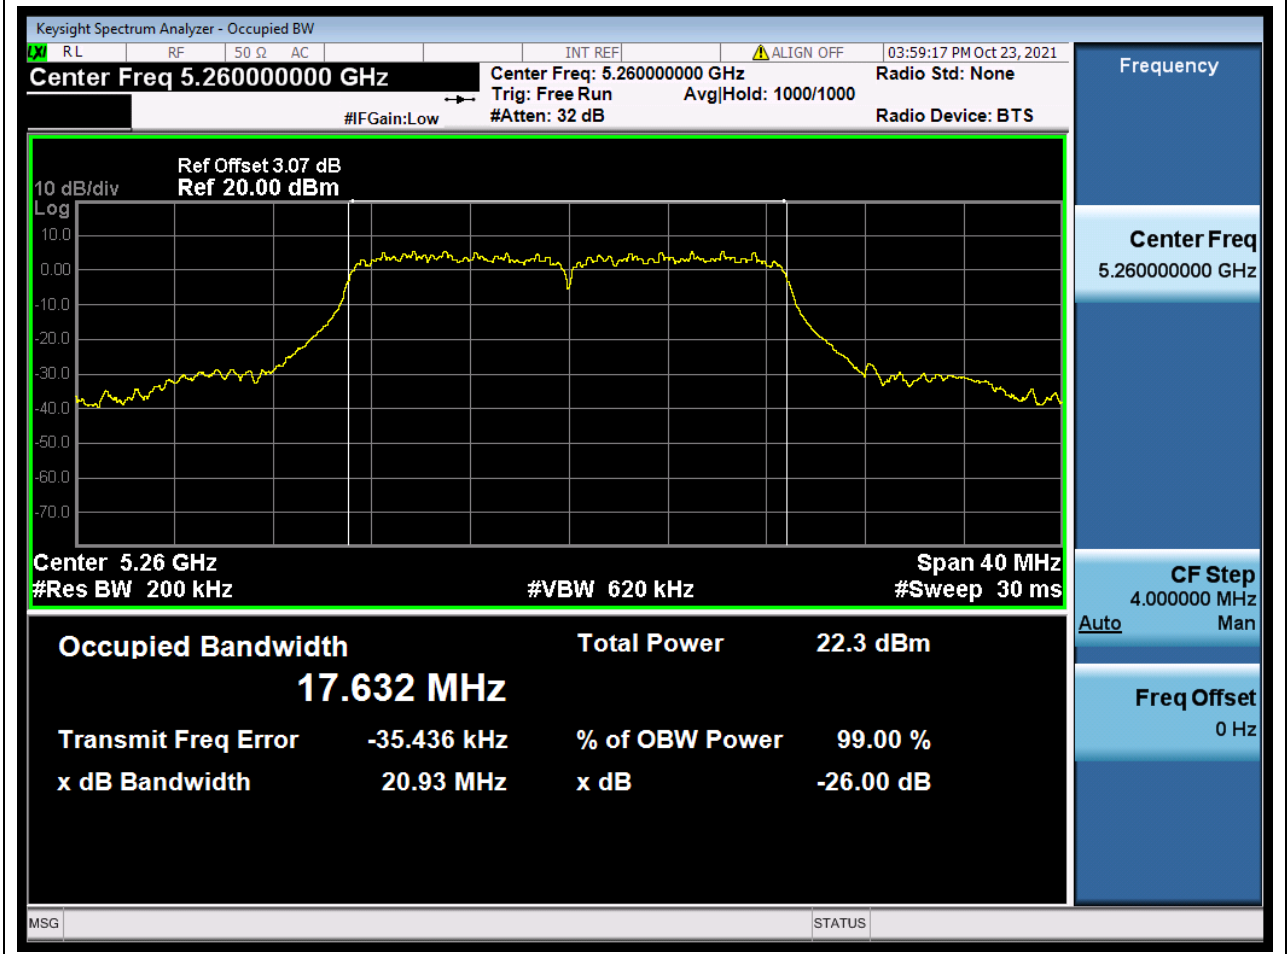 Keysight Spectrum Analyzer - Occupied BW
LXI RL RF 50 Ω AC INT REF ALIGN OFF 03:59:17 PM Oct 23, 2021
Center Freq 5.260000000 GHz
#IFGain:Low
Center Freq: 5.260000000 GHz
Trig: Free Run Avg|Hold: 1000/1000
#Atten: 32 dB
Radio Std: None
Radio Device: BTS
Ref Offset 3.07 dB
10 dB/div Ref 20.00 dBm
Log
10.0
0.00
-10.0
-20.0
-30.0
-40.0
-50.0
-60.0
-70.0
Center 5.26 GHz Span 40 MHz
#Res BW 200 kHz #VBW 620 kHz #Sweep 30 ms
Occupied Bandwidth Total Power 22.3 dBm
17.632 MHz
Transmit Freq Error -35.436 kHz % of OBW Power 99.00 %
x dB Bandwidth 20.93 MHz x dB -26.00 dB
Frequency
Center Freq
5.260000000 GHz
CF Step
4.000000 MHz
Auto Man
Freq Offset
0 Hz
MSG STATUS